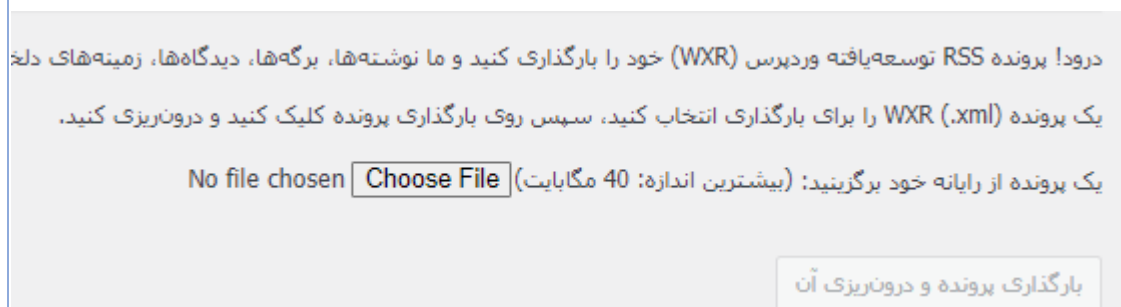 درود! پرونده RSS توسعه‌یافته وردپرس (WXR) خود را بارگذاری کنید و ما نوشته‌ها، برگه‌ها، دیدگاه‌ها، زمینه‌های
یک پرونده WXR (.xml) را برای بارگذاری انتخاب کنید، سپس روی بارگذاری پرونده کلیک کنید و درون‌ریزی کنید.
یک پرونده از رایانه خود برگزینید: (بیشترین اندازه: 40 مگابایت) Choose File No file chosen
بارگذاری پرونده و درون‌ریزی آن